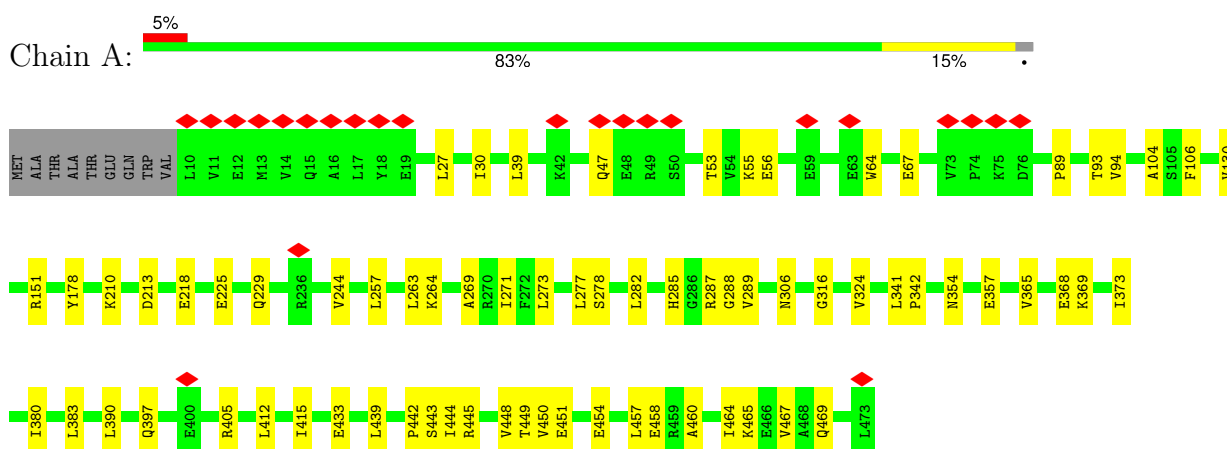 5%
Chain A:
83% 15% •
MET ALA THR ALA THR GLU GLN TRP VAL L10 V11 E12 M13 V14 Q15 A16 L17 Y18 E19 L27 I30 L39 K42 Q47 E48 R49 S50 T53 V54 K55 E56 E59 E63 W64 E67 V73 P74 K75 D76 P89 T93 V94 A104 S105 F106
R151 Y178 K210 D213 E218 E225 Q229 R236 V244 L257 L263 K264 A269 R270 I271 F272 L273 L277 S278 L282 H285 G286 R287 G288 V289 N306 G316 V324 L341 P342 N354 E357 V365 E368 K369 I373
I380 L383 L390 Q397 E400 R405 L412 I415 E433 L439 P442 S443 I444 R445 V448 T449 V450 E451 E454 L457 E458 R459 A460 I464 K465 E466 V467 A468 Q469 L473